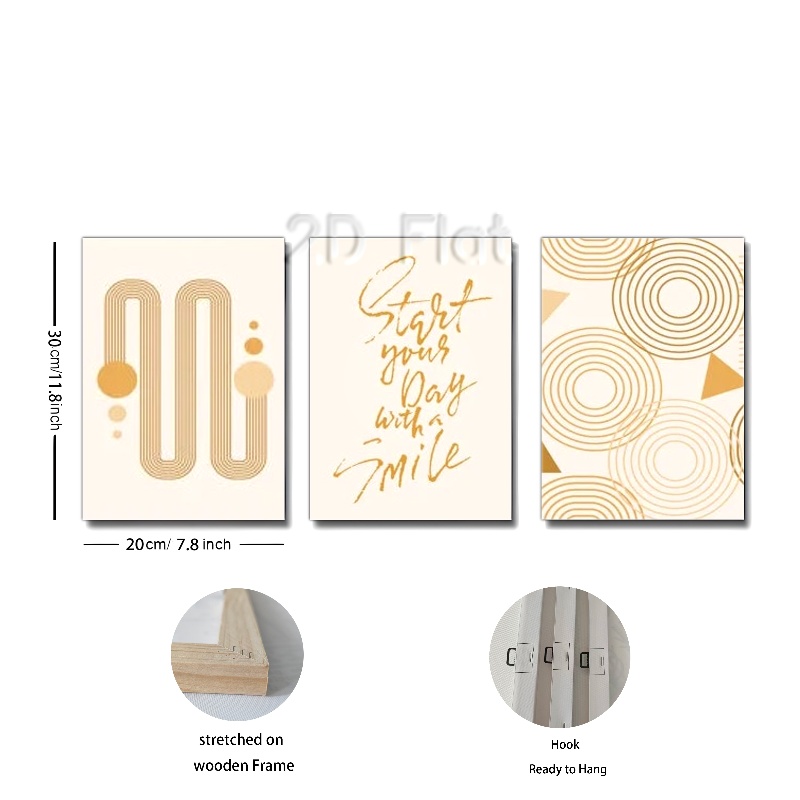 2D Flat
Start
your
Day
with a
Smile
30cm/11.8inch
20cm/ 7.8 inch
stretched on
wooden Frame
Hook
Ready to Hang